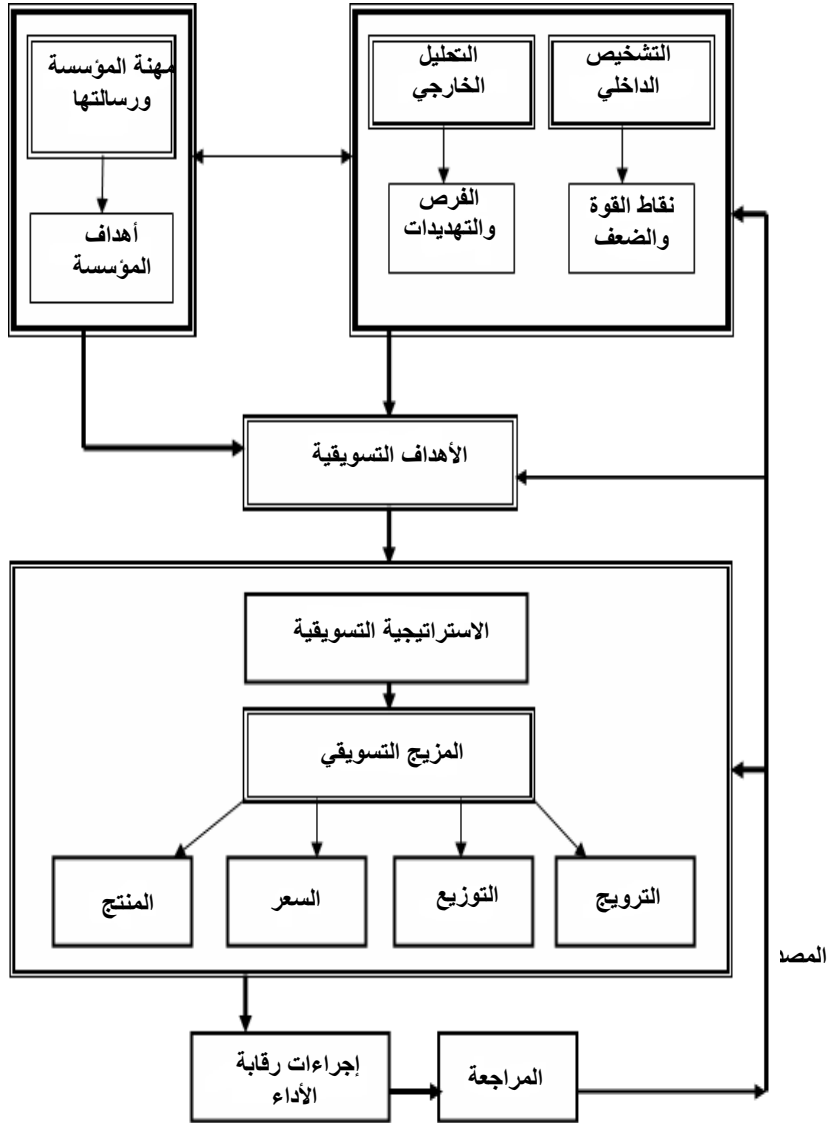 التشخيص
الداخلي
التحليل
الخارجي
مهنة المؤسسة
ورسالتها
نقاط القوة
والضعف
الفرص
والتهديدات
أهداف
المؤسسة
الأهداف التسويقية
الاستراتيجية التسويقية
المزيج التسويقي
الترويج
التوزيع
السعر
المنتج
المصد
إجراءات رقابة
الأداء
المراجعة